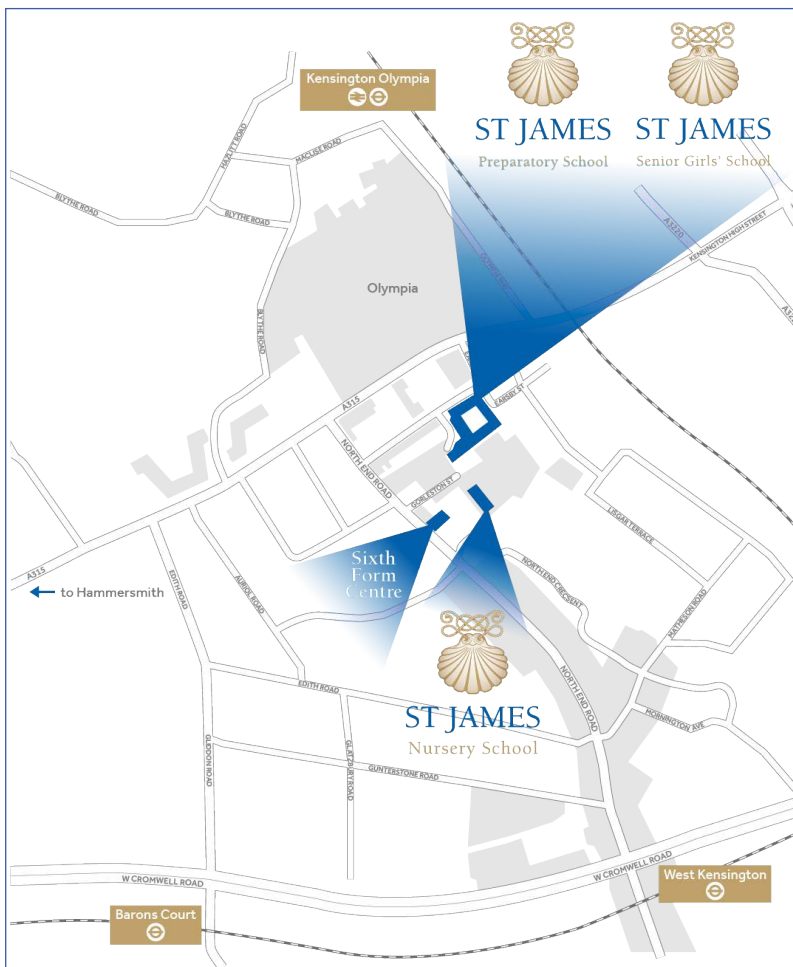 Kensington Olympia
ST JAMES
Preparatory School
ST JAMES
Senior Girls' School
HAZLITT ROAD
MACLISE ROAD
BLYTHE ROAD
BLYTHE ROAD
A3220
KENSINGTON HIGH STREET
Olympia
BLYTHE ROAD
A315
EARSBY ST
NORTH END ROAD
GORLESTON ST
LISGAR TERRACE
A315
to Hammersmith
EDITH ROAD
AURIOL ROAD
Sixth
Form
Centre
NORTH END CRECSENT
MATHESON ROAD
ST JAMES
Nursery School
EDITH ROAD
NORTH END ROAD
MORNINGTON AVE
GLIDDON ROAD
GLAZBURY ROAD
GUNTERSTONE ROAD
W CROMWELL ROAD
W CROMWELL ROAD
West Kensington
Barons Court